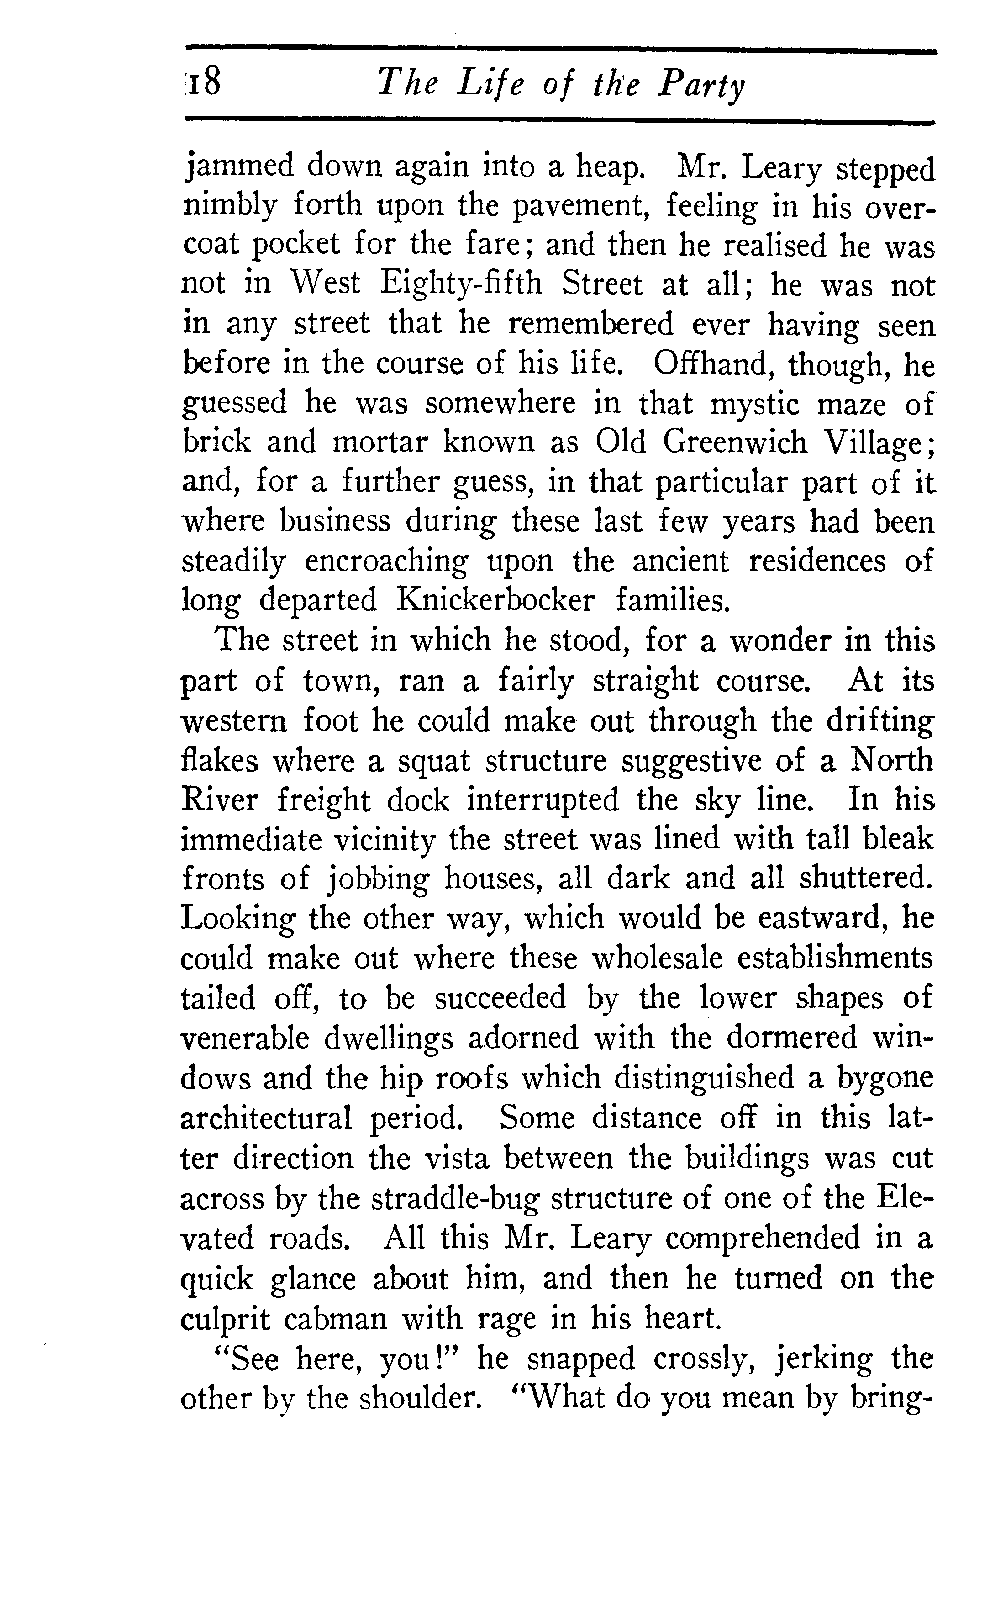 18 The Life of the Party
jammed down again into a heap. Mr. Leary stepped
nimbly forth upon the pavement, feeling in his over-
coat pocket for the fare; and then he realised he was
not in West Eighty-fifth Street at all; he was not
in any street that he remembered ever having seen
before in the course of his life. Offhand, though, he
guessed he was somewhere in that mystic maze of
brick and mortar known as Old Greenwich Village;
and, for a further guess, in that particular part of it
where business during these last few years had been
steadily encroaching upon the ancient residences of
long departed Knickerbocker families.
The street in which he stood, for a wonder in this
part of town, ran a fairly straight course. At its
western foot he could make out through the drifting
flakes where a squat structure suggestive of a North
River freight dock interrupted the sky line. In his
immediate vicinity the street was lined with tall bleak
fronts of jobbing houses, all dark and all shuttered.
Looking the other way, which would be eastward, he
could make out where these wholesale establishments
tailed off, to be succeeded by the lower shapes of
venerable dwellings adorned with the dormered win-
dows and the hip roofs which distinguished a bygone
architectural period. Some distance off in this lat-
ter direction the vista between the buildings was cut
across by the straddle-bug structure of one of the Ele-
vated roads. All this Mr. Leary comprehended in a
quick glance about him, and then he turned on the
culprit cabman with rage in his heart.
"See here, you!" he snapped crossly, jerking the
other by the shoulder. "What do you mean by bring-